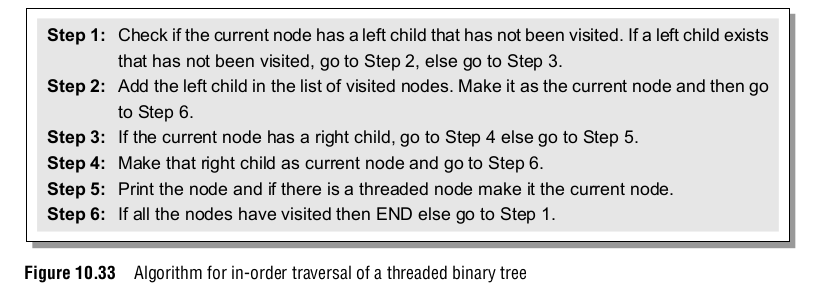 Step 1: Check if the current node has a left child that has not been visited. If a left child exists
that has not been visited, go to Step 2, else go to Step 3.
Step 2: Add the left child in the list of visited nodes. Make it as the current node and then go
to Step 6.
Step 3: If the current node has a right child, go to Step 4 else go to Step 5.
Step 4: Make that right child as current node and go to Step 6.
Step 5: Print the node and if there is a threaded node make it the current node.
Step 6: If all the nodes have visited then END else go to Step 1.
Figure 10.33 Algorithm for in-order traversal of a threaded binary tree